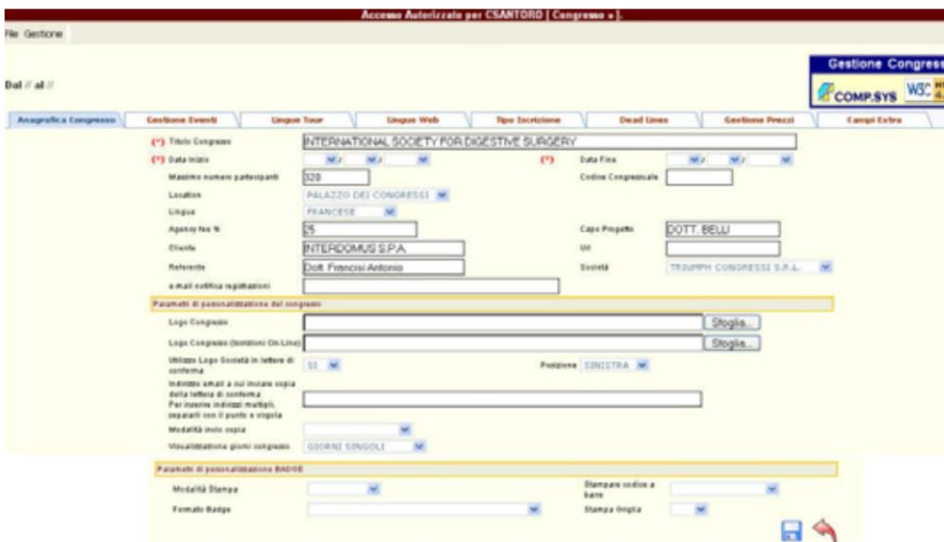 Accesso Autorizzato per CSANTORO [ Congresso » ].
File Gestione
Gestione Congress
Dal // al //
COMP.SYS W3C
Anagrafica Congresso Gestione Eventi Lingue Tour Lingue Web Tipo Iscrizione Dead Lines Gestione Prezzi Campi Extra
(*) Titolo Congresso INTERNATIONAL SOCIETY FOR DIGESTIVE SURGERY
(*) Data Inizio / / (*) Data Fine / /
Massimo numero partecipanti 320 Codice Congressuale
Location PALAZZO DEI CONGRESSI
Lingua FRANCESE
Agency fee % 25 Capo Progetto DOTT. BELLI
Cliente INTERDOMUS S.P.A. Url
Referente Dott. Francisi Antonio Società TRIUMPH CONGRESSI S.R.L.
e-mail notifica registrazioni
Parametri di personalizzazione del congresso
Logo Congresso Sfoglia...
Logo Congresso (Iscrizioni On-Line) Sfoglia...
Utilizzo Logo Società in lettere di
conferma SI Posizione SINISTRA
Indirizzo email a cui inviare copia
della lettera di conferma
Per inserire indirizzi multipli,
separarli con il punto e virgola
Modalità invio copia
Visualizzazione giorni congresso GIORNI SINGOLI
Parametri di personalizzazione BADGE
Modalità Stampa Stampare codice a
barre
Formato Badge Stampa Griglia